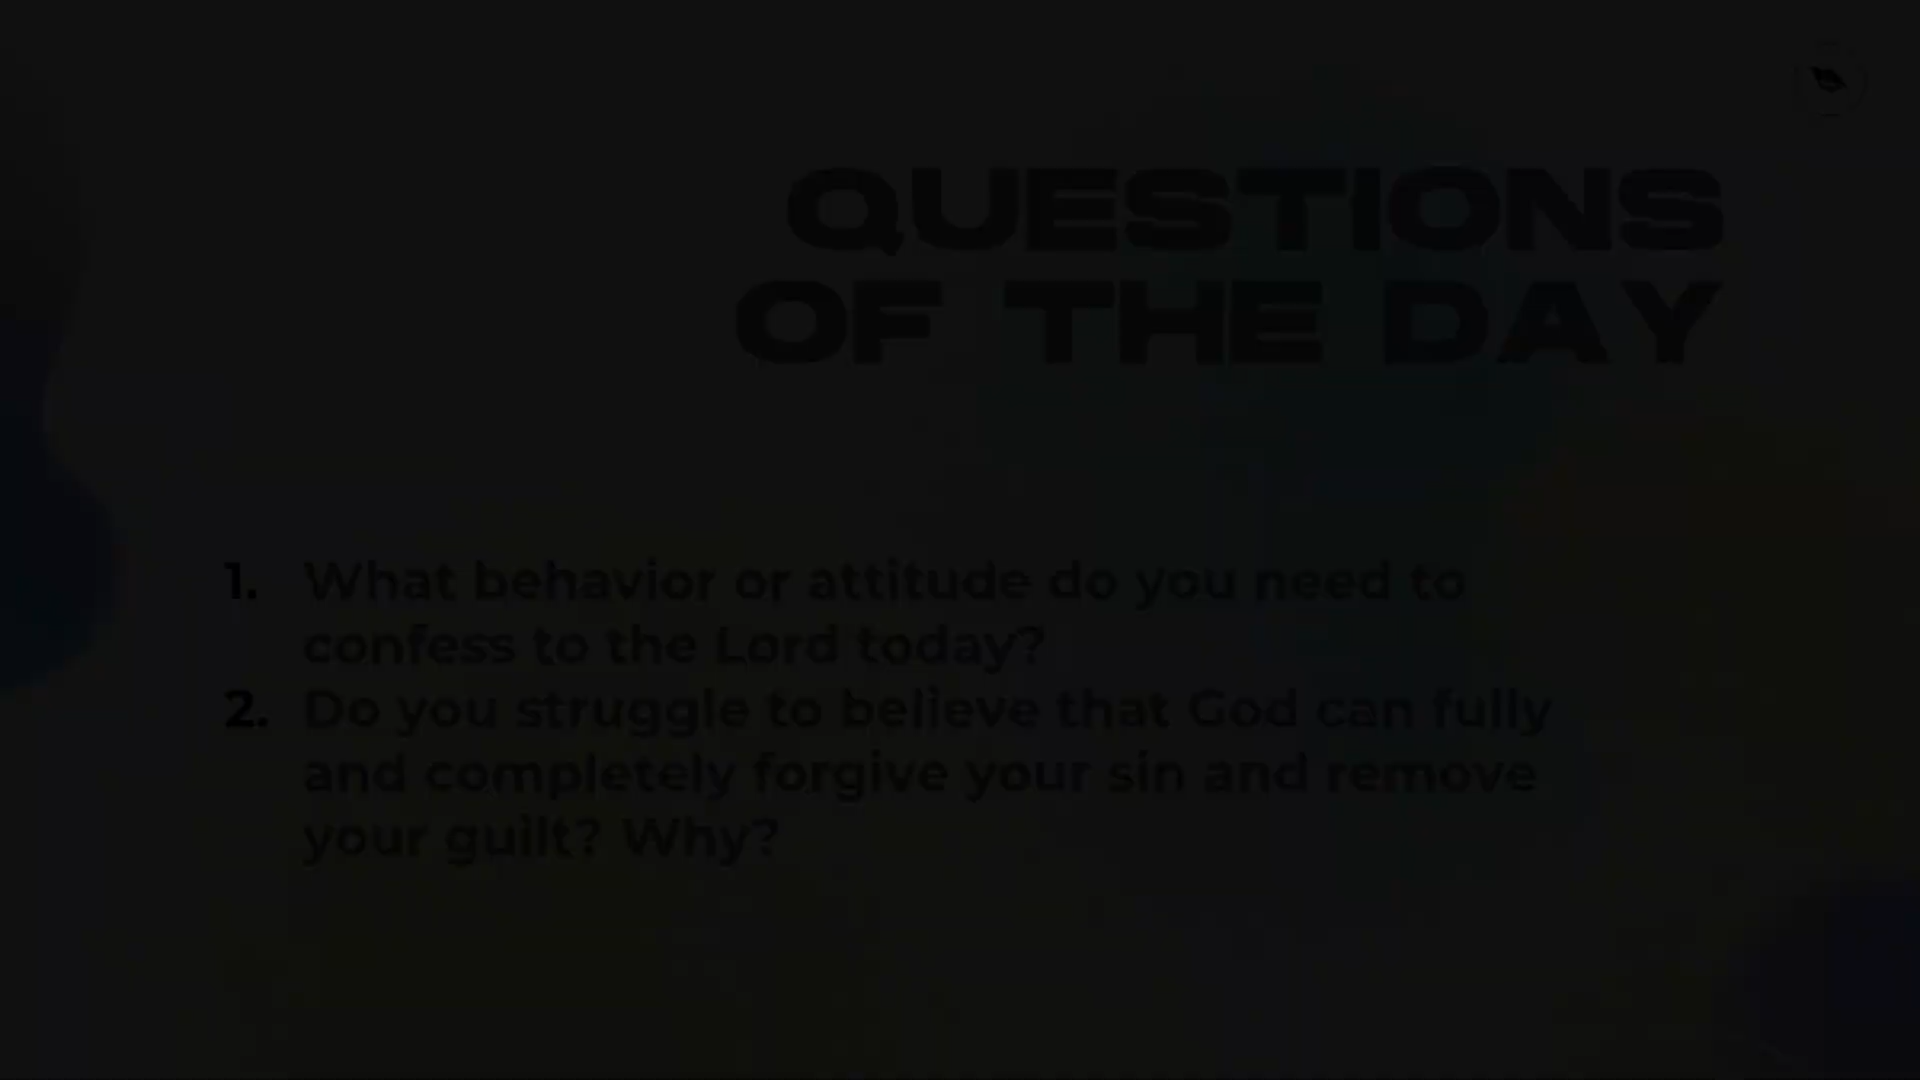 QUESTIONS
OF THE DAY
1. What behavior or attitude do you need to
confess to the Lord today?
2. Do you struggle to believe that God can fully
and completely forgive your sin and remove
your guilt? Why?